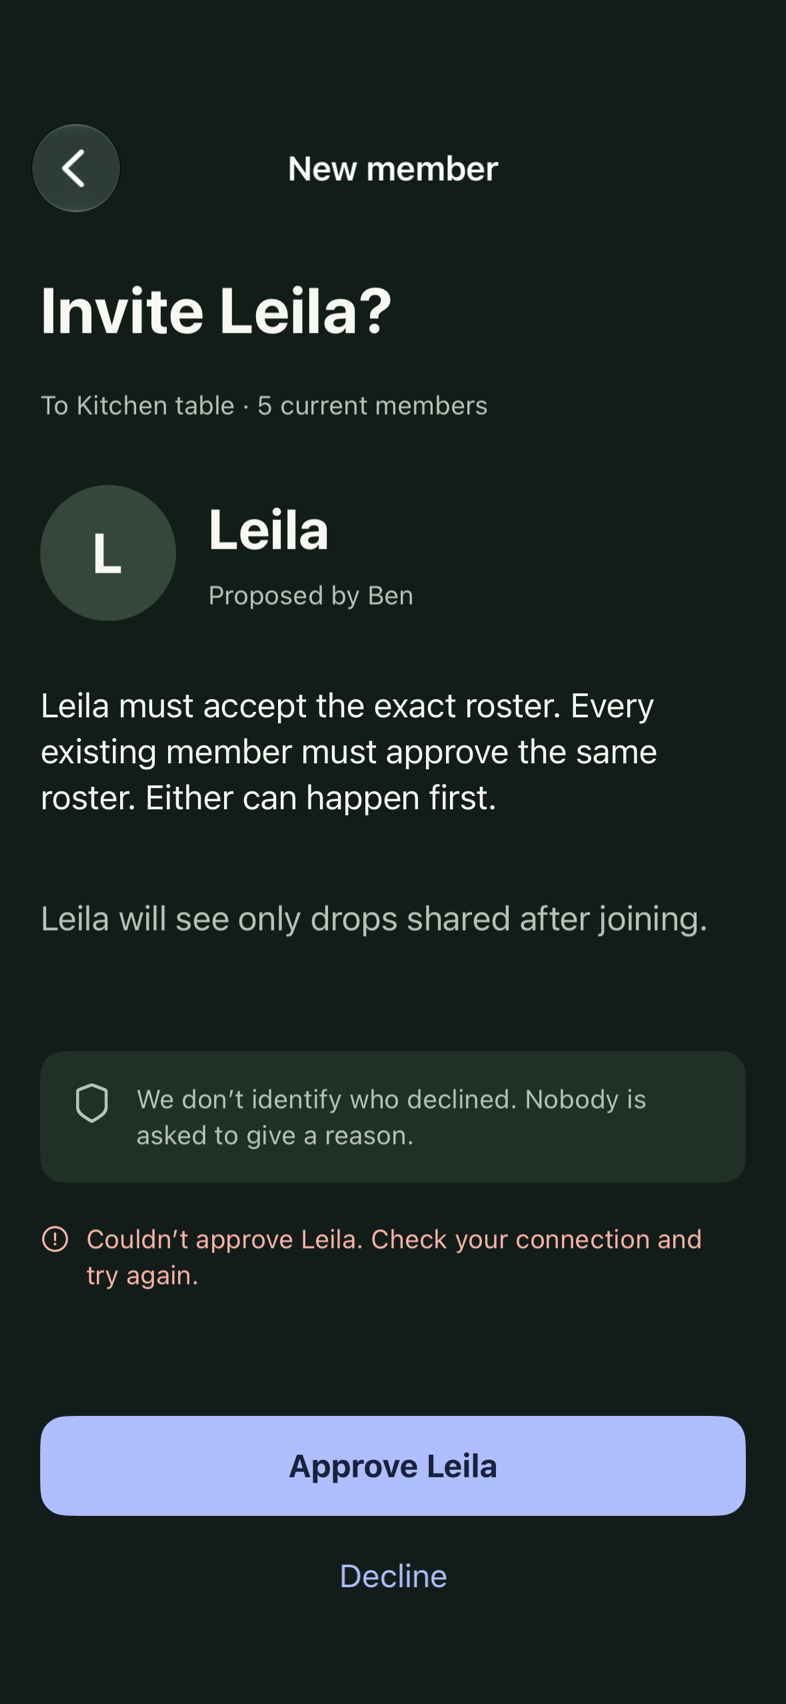 New member
Invite Leila?
To Kitchen table · 5 current members
L
Leila
Proposed by Ben
Leila must accept the exact roster. Every
existing member must approve the same
roster. Either can happen first.
Leila will see only drops shared after joining.
We don’t identify who declined. Nobody is
asked to give a reason.
Couldn’t approve Leila. Check your connection and
try again.
Approve Leila
Decline